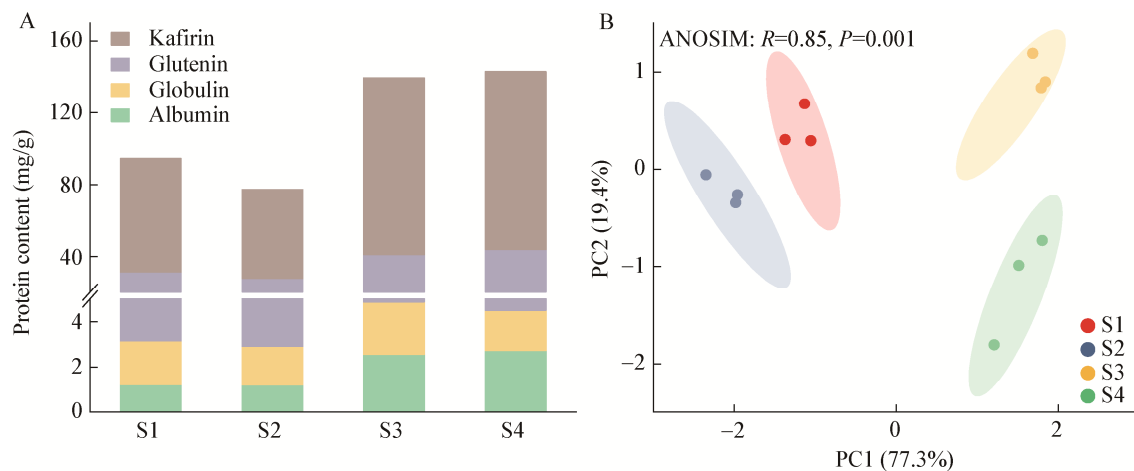 A
Protein content (mg/g)
160
120
80
40
4
2
0
Kafirin
Glutenin
Globulin
Albumin
S1 S2 S3 S4
B
ANOSIM: R=0.85, P=0.001
PC2 (19.4%)
1
0
−1
−2
S1
S2
S3
S4
−2 0 2
PC1 (77.3%)